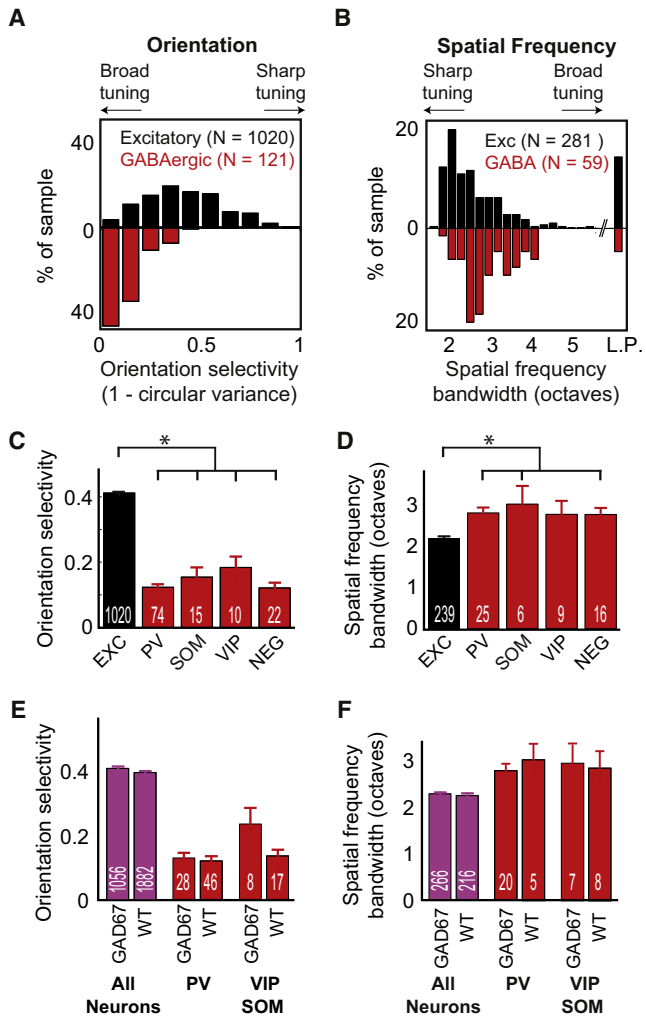 A
Orientation
Broad tuning
Sharp tuning
Excitatory (N = 1020)
GABAergic (N = 121)
% of sample
40
0
40
0
0.5
1
Orientation selectivity
(1 - circular variance)
B
Spatial Frequency
Sharp tuning
Broad tuning
Exc (N = 281 )
GABA (N = 59)
% of sample
20
0
20
//
2
3
4
5
L.P.
Spatial frequency
bandwidth (octaves)
C
Orientation selectivity
0.4
0.2
0
*
1020
74
15
10
22
EXC
PV
SOM
VIP
NEG
D
Spatial frequency
bandwidth (octaves)
3
2
1
0
*
239
25
6
9
16
EXC
PV
SOM
VIP
NEG
E
Orientation selectivity
0.4
0.2
0
1056
1882
28
46
8
17
GAD67
WT
GAD67
WT
GAD67
WT
All
Neurons
PV
VIP
SOM
F
Spatial frequency
bandwidth (octaves)
3
2
1
0
266
216
20
5
7
8
GAD67
WT
GAD67
WT
GAD67
WT
All
Neurons
PV
VIP
SOM